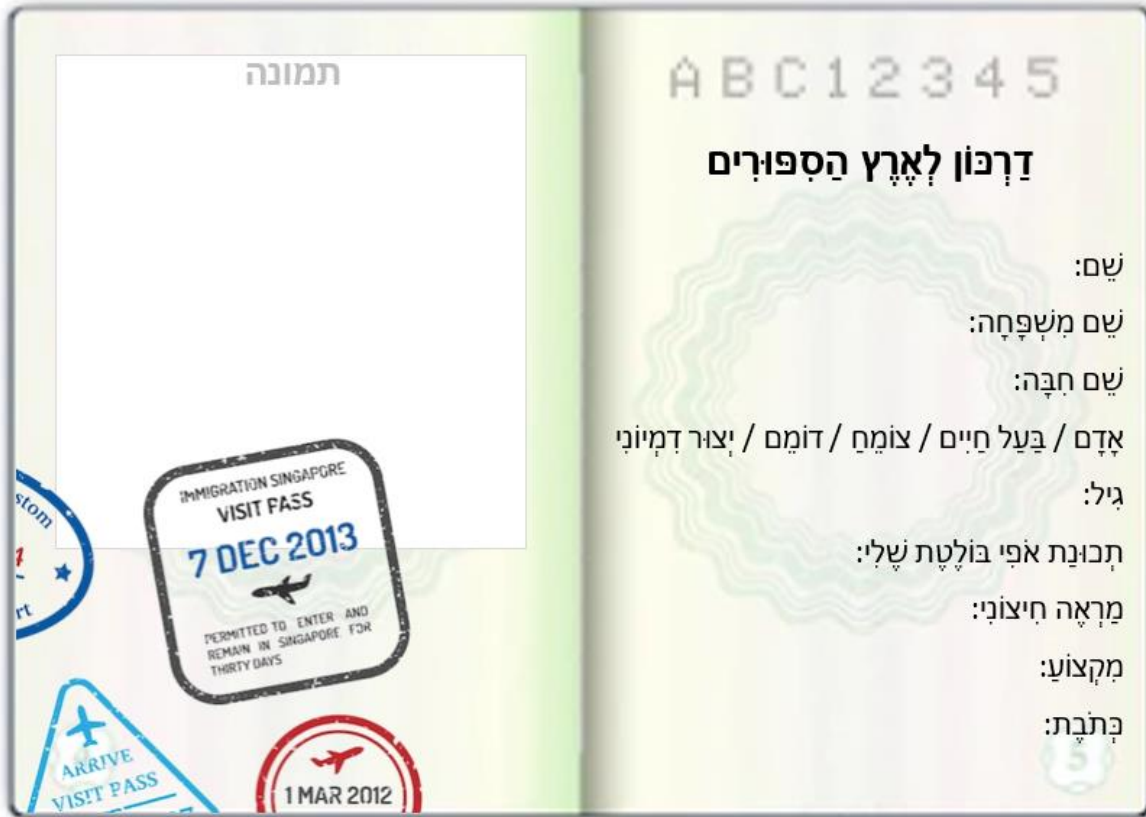 תמונה
IMMIGRATION SINGAPORE
VISIT PASS
7 DEC 2013
PERMITTED TO ENTER AND
REMAIN IN SINGAPORE FOR
THIRTY DAYS
ARRIVE
VISIT PASS
1 MAR 2012
ABC12345
דַּרְכּוֹן לְאֶרֶץ הַסִּפּוּרִים
שֵׁם:
שֵׁם מִשְׁפָּחָה:
שֵׁם חִבָּה:
אָדָם / בַּעַל חַיִּים / צוֹמֵחַ / דּוֹמֵם / יְצוּר דִּמְיוֹנִי
גִּיל:
תְּכוּנַת אֹפִי בּוֹלֶטֶת שֶׁלִּי:
מַרְאֶה חִיצוֹנִי:
מִקְצוֹעַ:
כְּתֹבֶת:
5